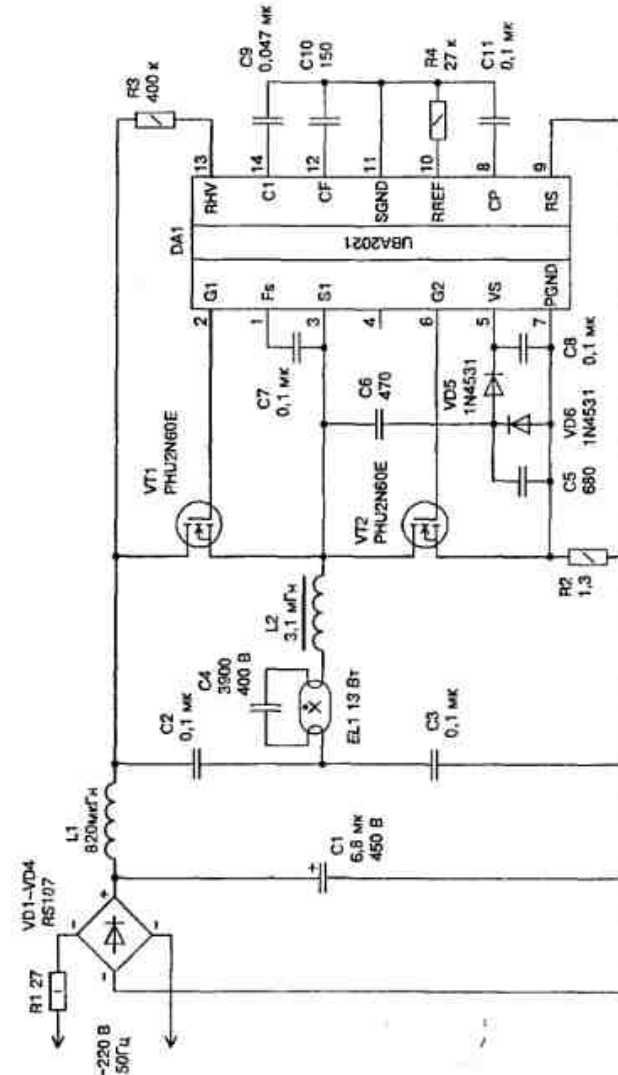 R1 27
~220 В
50Гц
VD1-VD4
RS107
L1
820мкГн
C1
6,8 мк
450 В
C2
0,1 мк
C3
0,1 мк
C4
3900
400 В
EL1 13 Вт
L2
3,1 мГн
VT1
PHU2N60E
VT2
PHU2N60E
R2
1,3
C7
0,1 мк
C6
470
VD5
1N4531
C5
680
VD6
1N4531
C8
0,1 мк
2
1
3
4
6
5
7
DA1
UBA2021
G1
Fs
S1
G2
VS
PGND
RHV
C1
CF
SGND
RREF
CP
RS
13
14
12
11
10
8
9
R3
400 к
C9
0,047 мк
C10
150
R4
27 к
C11
0,1 мк